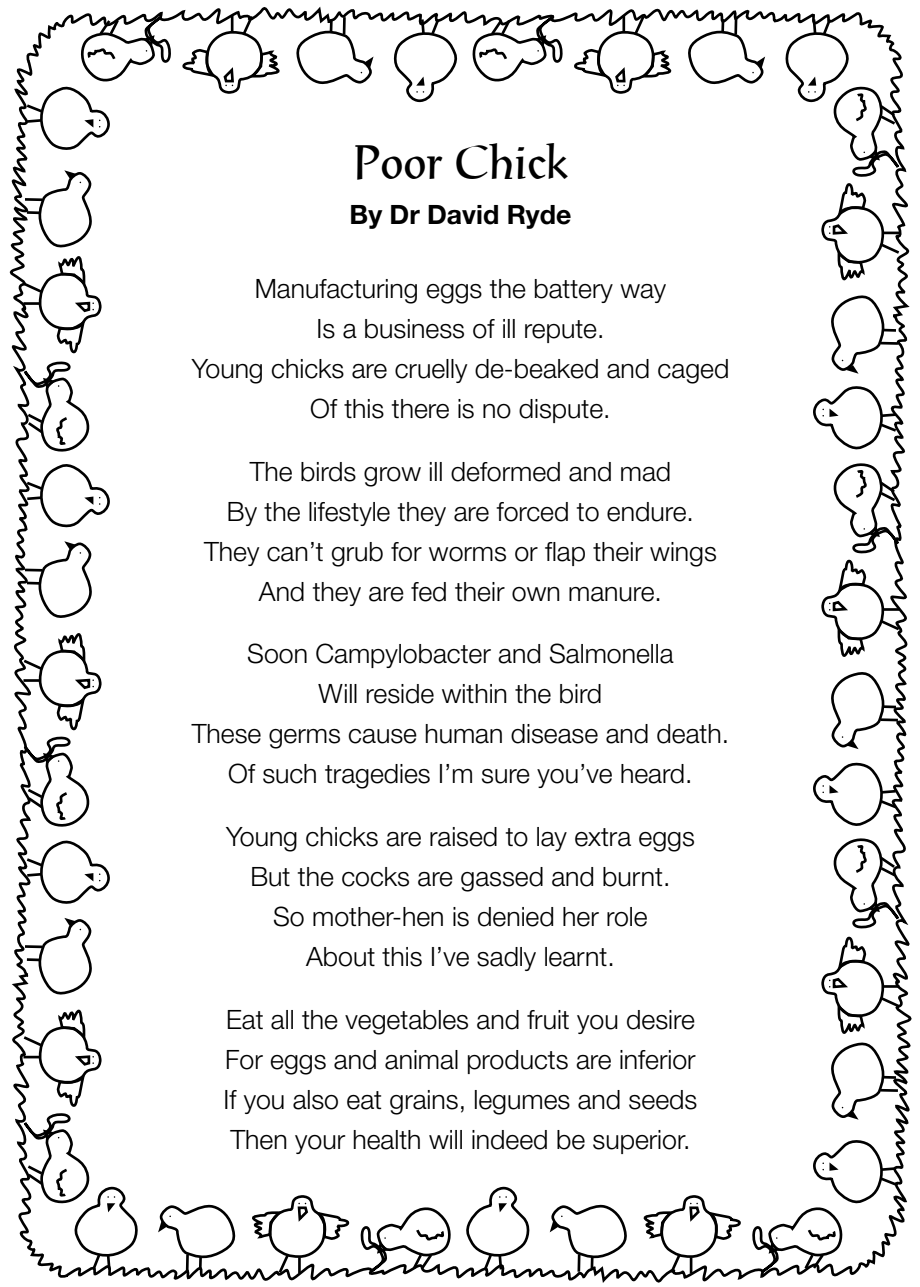 Poor Chick
By Dr David Ryde
Manufacturing eggs the battery way
Is a business of ill repute.
Young chicks are cruelly de-beaked and caged
Of this there is no dispute.
The birds grow ill deformed and mad
By the lifestyle they are forced to endure.
They can’t grub for worms or flap their wings
And they are fed their own manure.
Soon Campylobacter and Salmonella
Will reside within the bird
These germs cause human disease and death.
Of such tragedies I’m sure you’ve heard.
Young chicks are raised to lay extra eggs
But the cocks are gassed and burnt.
So mother-hen is denied her role
About this I’ve sadly learnt.
Eat all the vegetables and fruit you desire
For eggs and animal products are inferior
If you also eat grains, legumes and seeds
Then your health will indeed be superior.